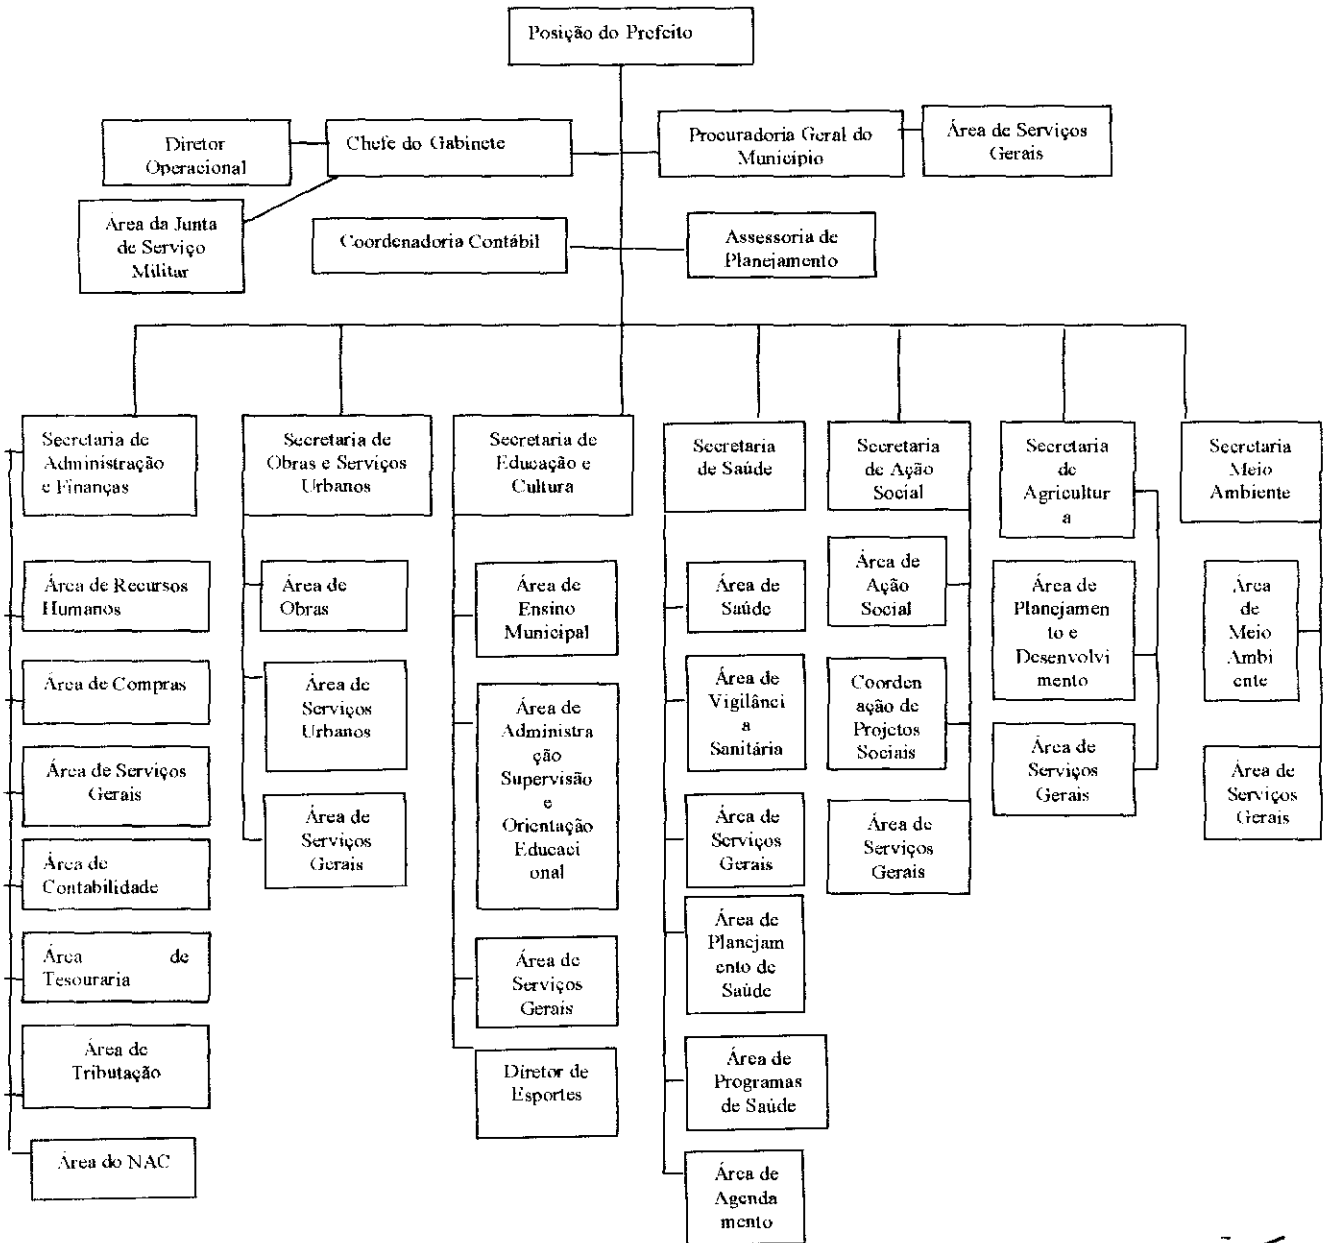 Posição do Prefeito
Diretor
Operacional
Chefe do Gabinete
Procuradoria Geral do
Município
Área de Serviços
Gerais
Área da Junta
de Serviço
Militar
Coordenadoria Contábil
Assessoria de
Planejamento
Secretaria de
Administração
e Finanças
Secretaria de
Obras e Serviços
Urbanos
Secretaria de
Educação e
Cultura
Secretaria
de Saúde
Secretaria
de Ação
Social
Secretaria
de
Agricultur
a
Secretaria
Meio
Ambiente
Área de Recursos
Humanos
Área de Compras
Área de Serviços
Gerais
Área de
Contabilidade
Área de
Tesouraria
Área de
Tributação
Área do NAC
Área de
Obras
Área de
Serviços
Urbanos
Área de
Serviços
Gerais
Área de
Ensino
Municipal
Área de
Administra
ção
Supervisão
e
Orientação
Educaci
onal
Área de
Serviços
Gerais
Diretor de
Esportes
Área de
Saúde
Área de
Vigilânci
a
Sanitária
Área de
Serviços
Gerais
Área de
Planejam
ento de
Saúde
Área de
Programas
de Saúde
Área de
Agenda
mento
Área de
Ação
Social
Coorden
ação de
Projetos
Sociais
Área de
Serviços
Gerais
Área de
Planejamen
to e
Desenvolvi
mento
Área de
Serviços
Gerais
Área
de
Meio
Ambi
ente
Área de
Serviços
Gerais